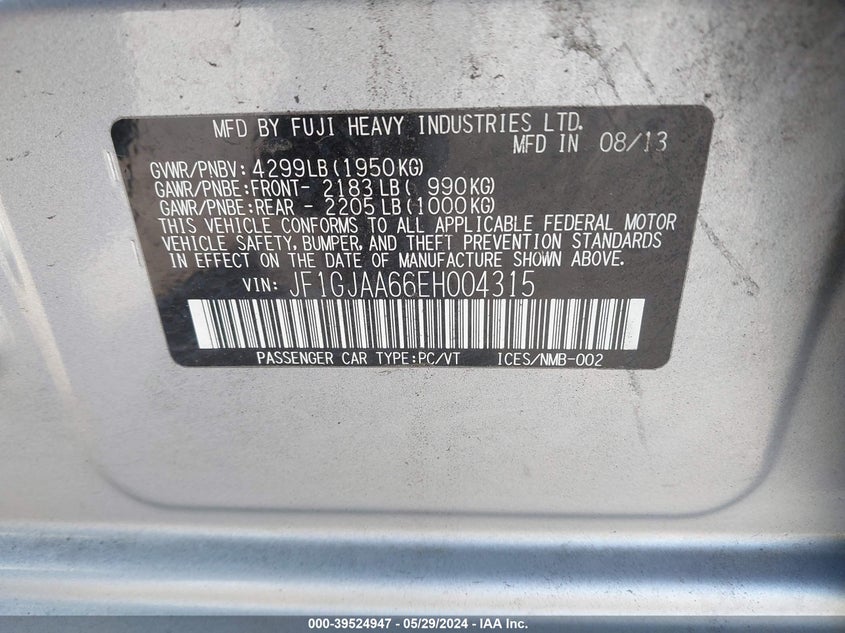 MFD BY FUJI HEAVY INDUSTRIES LTD.
MFD IN 08/13
GVWR/PNBV: 4299LB (1950KG)
GAWR/PNBE:FRONT- 2183 LB ( 990KG)
GAWR/PNBE:REAR - 2205 LB (1000KG)
THIS VEHICLE CONFORMS TO ALL APPLICABLE FEDERAL MOTOR
VEHICLE SAFETY, BUMPER, AND THEFT PREVENTION STANDARDS
IN EFFECT ON THE DATE OF MANUFACTURE SHOWN ABOVE.
VIN: JF1GJAA66EH004315
PASSENGER CAR TYPE:PC/VT ICES/NMB-002
000-39524947 - 05/29/2024 - IAA Inc.